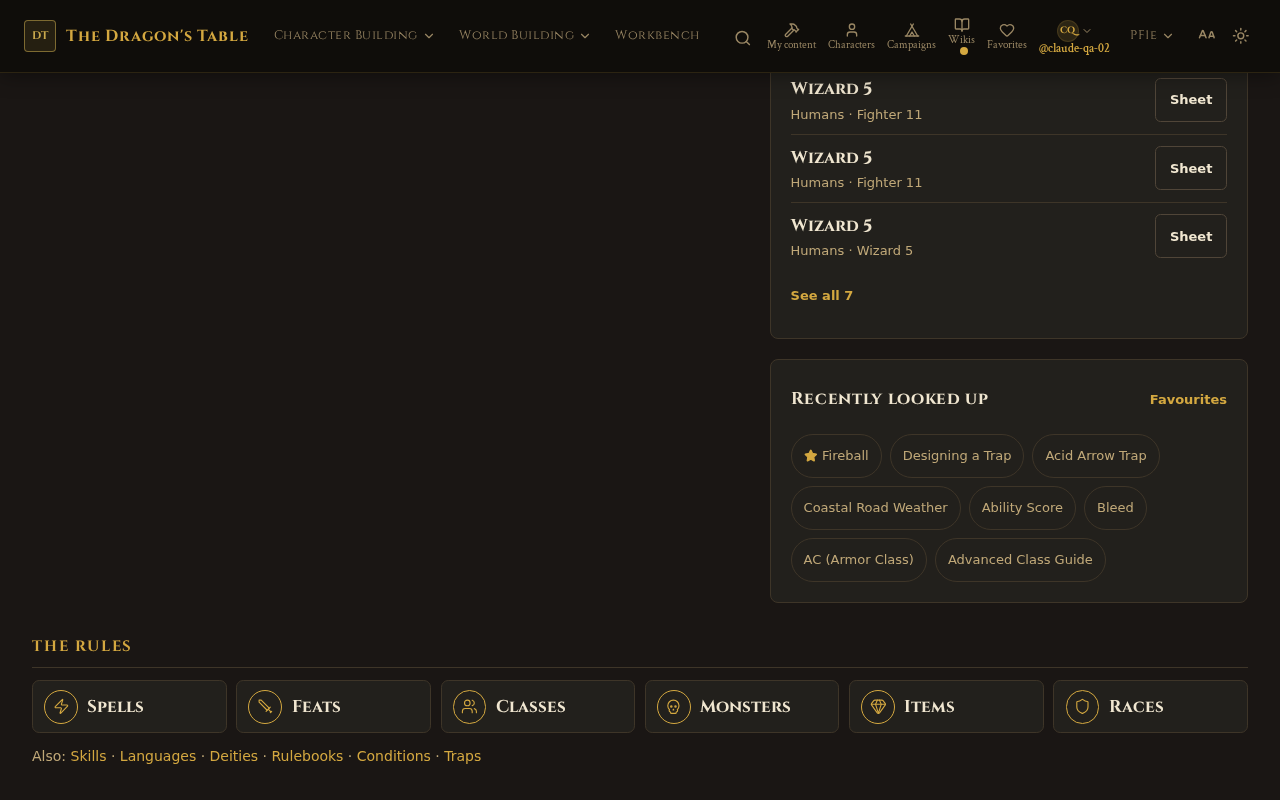 DT The Dragon's Table Character Building World Building Workbench My content Characters Campaigns Wikis Favorites CQ @claude-qa-02 PF1e AA
Wizard 5 Sheet
Humans · Fighter 11
Wizard 5 Sheet
Humans · Fighter 11
Wizard 5 Sheet
Humans · Wizard 5
See all 7
Recently looked up Favourites
Fireball Designing a Trap Acid Arrow Trap
Coastal Road Weather Ability Score Bleed
AC (Armor Class) Advanced Class Guide
THE RULES
Spells Feats Classes Monsters Items Races
Also: Skills · Languages · Deities · Rulebooks · Conditions · Traps